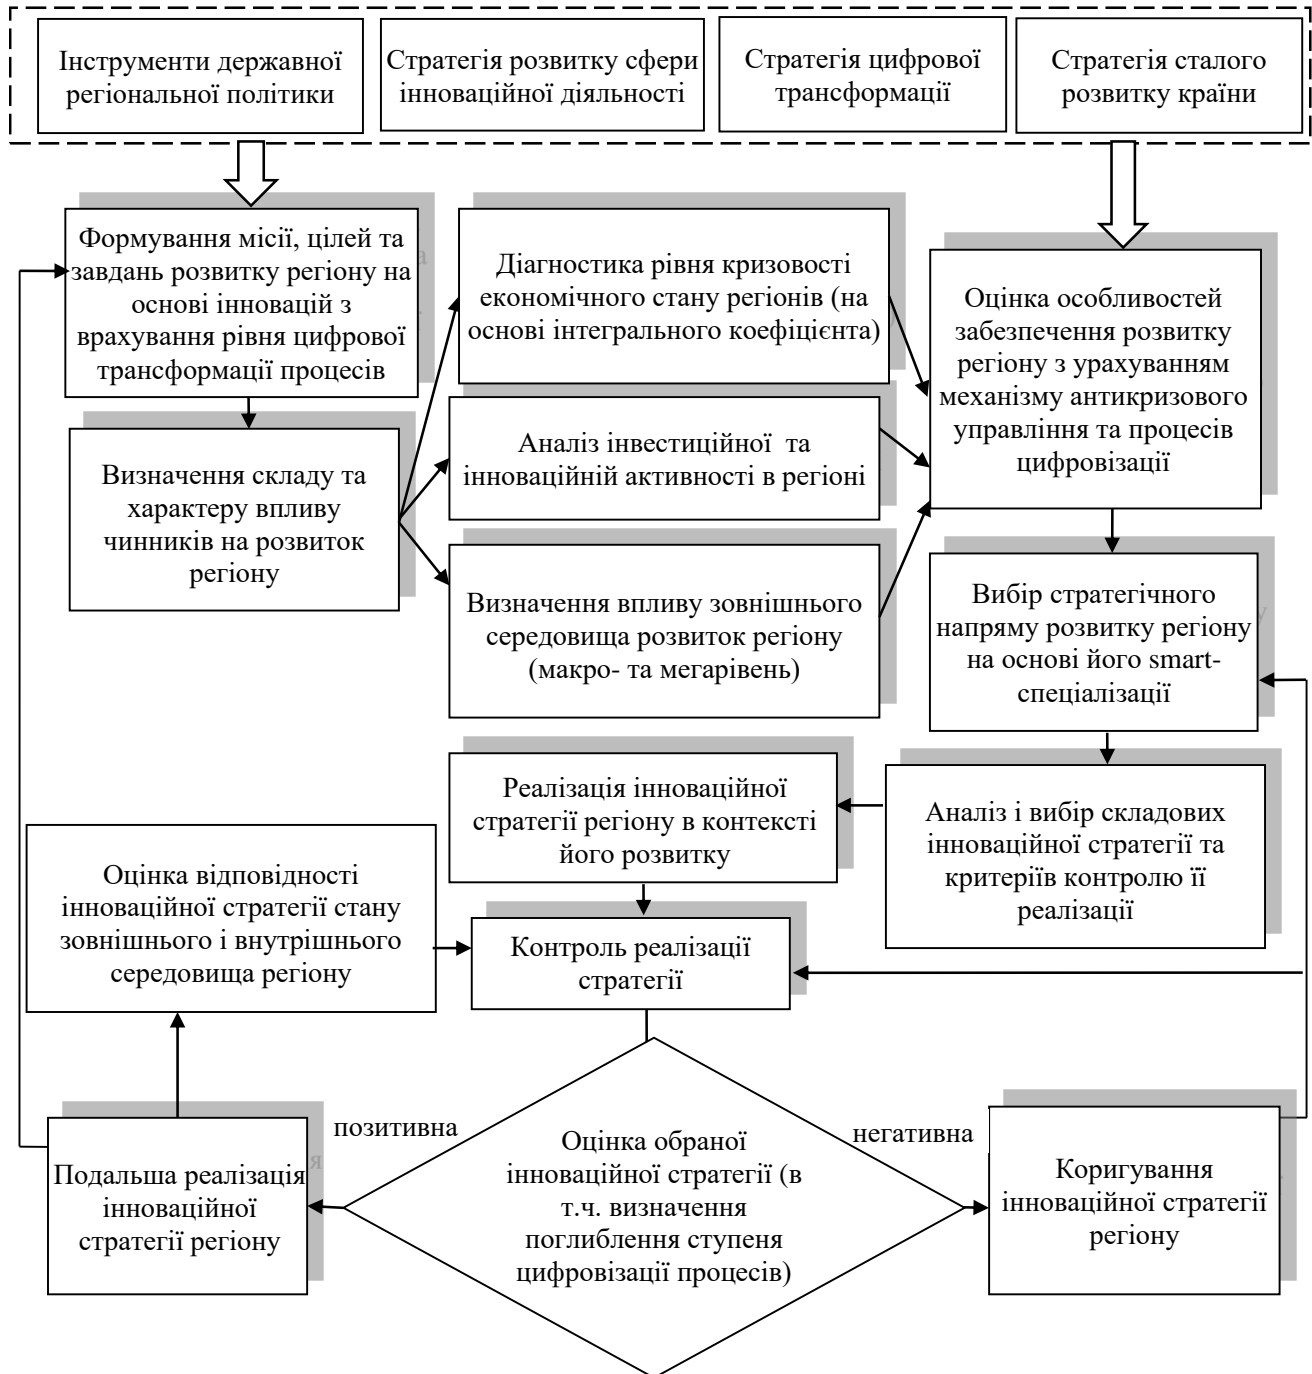 Інструменти державної
регіональної політики
Стратегія розвитку сфери
інноваційної діяльності
Стратегія цифрової
трансформації
Стратегія сталого
розвитку країни
Формування місії, цілей та
завдань розвитку регіону на
основі інновацій з
врахування рівня цифрової
трансформації процесів
Діагностика рівня кризовості
економічного стану регіонів (на
основі інтегрального коефіцієнта)
Оцінка особливостей
забезпечення розвитку
регіону з урахуванням
механізму антикризового
управління та процесів
цифровізації
Визначення складу та
характеру впливу
чинників на розвиток
регіону
Аналіз інвестиційної та
інноваційній активності в регіоні
Визначення впливу зовнішнього
середовища розвиток регіону
(макро- та мегарівень)
Вибір стратегічного
напряму розвитку регіону
на основі його smart-
спеціалізації
Реалізація інноваційної
стратегії регіону в контексті
його розвитку
Аналіз і вибір складових
інноваційної стратегії та
критеріїв контролю її
реалізації
Оцінка відповідності
інноваційної стратегії стану
зовнішнього і внутрішнього
середовища регіону
Контроль реалізації
стратегії
позитивна
негативна
Оцінка обраної
інноваційної стратегії (в
т.ч. визначення
поглиблення ступеня
цифровізації процесів)
Подальша реалізація
інноваційної
стратегії регіону
Коригування
інноваційної стратегії
регіону